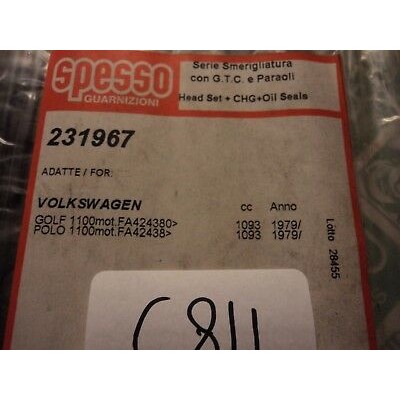 spesso
GUARNIZIONI
Serie Smerigliatura
con G.T.C. e Paraoli
Head Set + CHG+Oil Seals
231967
ADATTE / FOR:
VOLKSWAGEN cc Anno
GOLF 1100mot.FA424380> 1093 1979/
POLO 1100mot.FA42438> 1093 1979/
Lotto 28455
C811